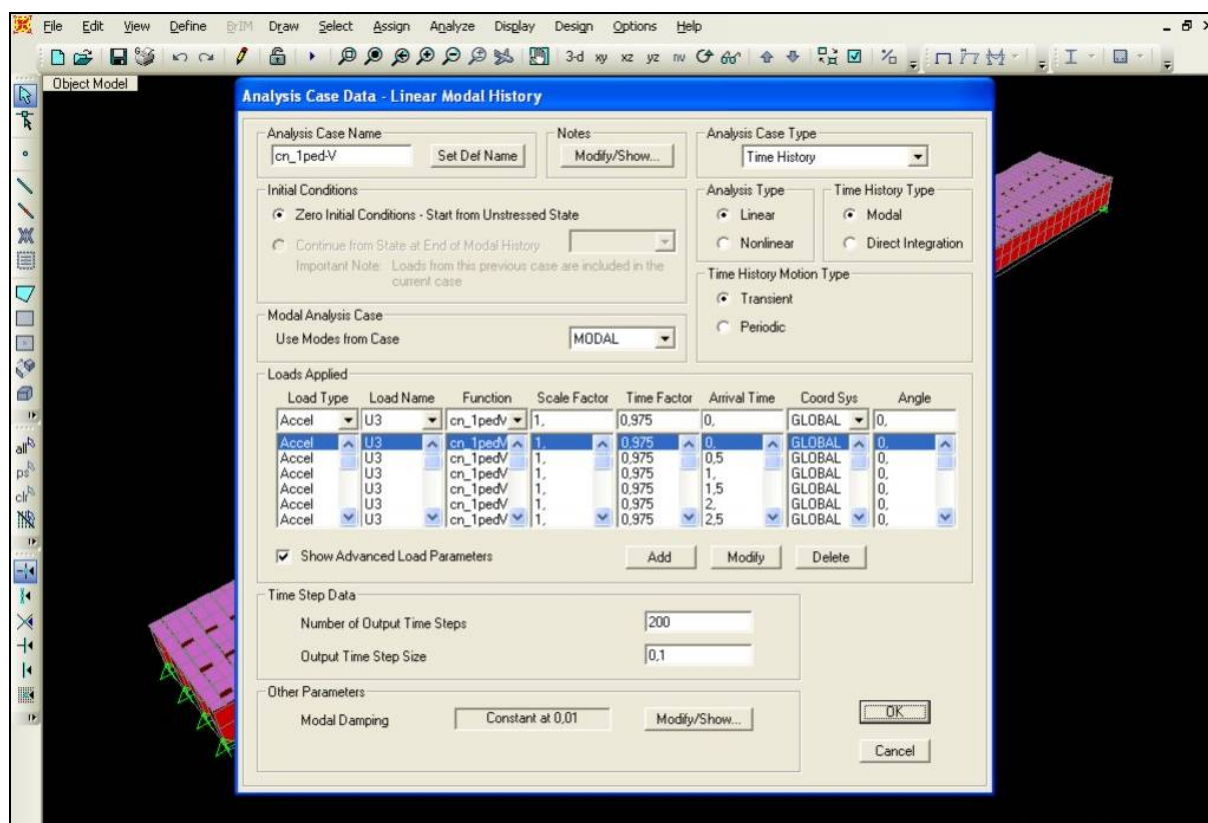 File Edit View Define BrIM Draw Select Assign Analyze Display Design Options Help
3-d xy xz yz nv
Object Model
all
ps
clr
Analysis Case Data - Linear Modal History
Analysis Case Name
cn_1ped-V
Set Def Name
Notes
Modify/Show...
Analysis Case Type
Time History
Initial Conditions
Zero Initial Conditions - Start from Unstressed State
Continue from State at End of Modal History
Important Note: Loads from this previous case are included in the
current case
Analysis Type
Linear
Nonlinear
Time History Type
Modal
Direct Integration
Time History Motion Type
Transient
Periodic
Modal Analysis Case
Use Modes from Case
MODAL
Loads Applied
Load Type Load Name Function Scale Factor Time Factor Arrival Time Coord Sys Angle
Accel U3 cn_1pedV 1, 0,975 0, GLOBAL 0,
Accel U3 cn_1pedV 1, 0,975 0, GLOBAL 0,
Accel U3 cn_1pedV 1, 0,975 0,5 GLOBAL 0,
Accel U3 cn_1pedV 1, 0,975 1, GLOBAL 0,
Accel U3 cn_1pedV 1, 0,975 1,5 GLOBAL 0,
Accel U3 cn_1pedV 1, 0,975 2, GLOBAL 0,
Accel U3 cn_1pedV 1, 0,975 2,5 GLOBAL 0,
Show Advanced Load Parameters
Add
Modify
Delete
Time Step Data
Number of Output Time Steps
200
Output Time Step Size
0,1
Other Parameters
Modal Damping
Constant at 0,01
Modify/Show...
OK
Cancel